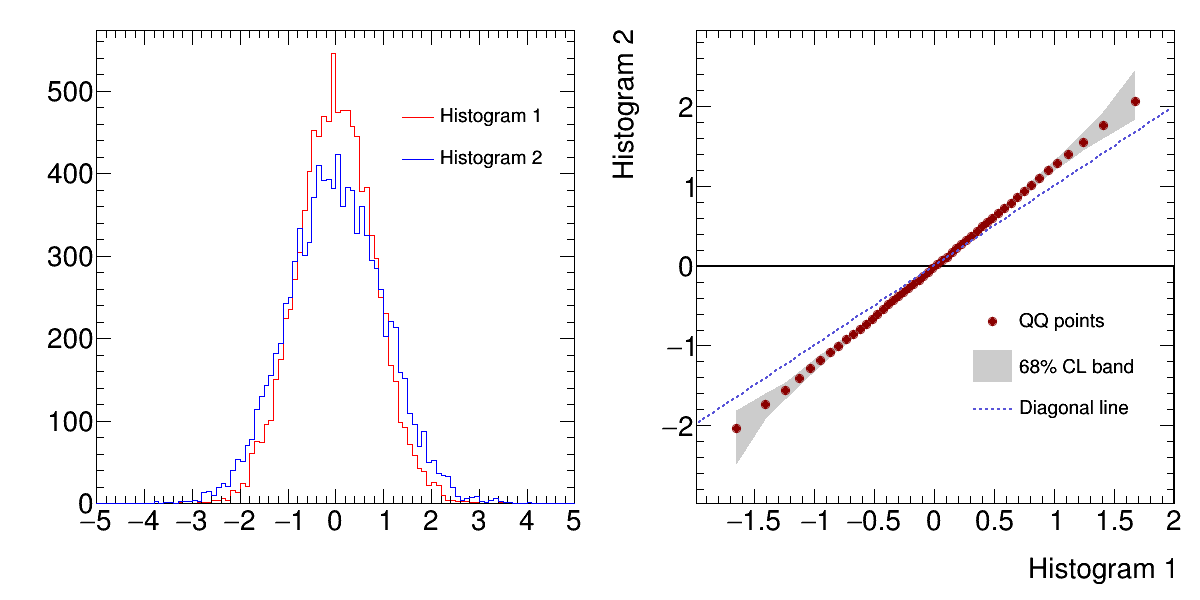 500
400
300
200
100
0
−5 −4 −3 −2 −1 0 1 2 3 4 5
Histogram 1
Histogram 2
Histogram 2
2
1
0
−1
−2
−1.5 −1 −0.5 0 0.5 1 1.5 2
Histogram 1
QQ points
68% CL band
Diagonal line